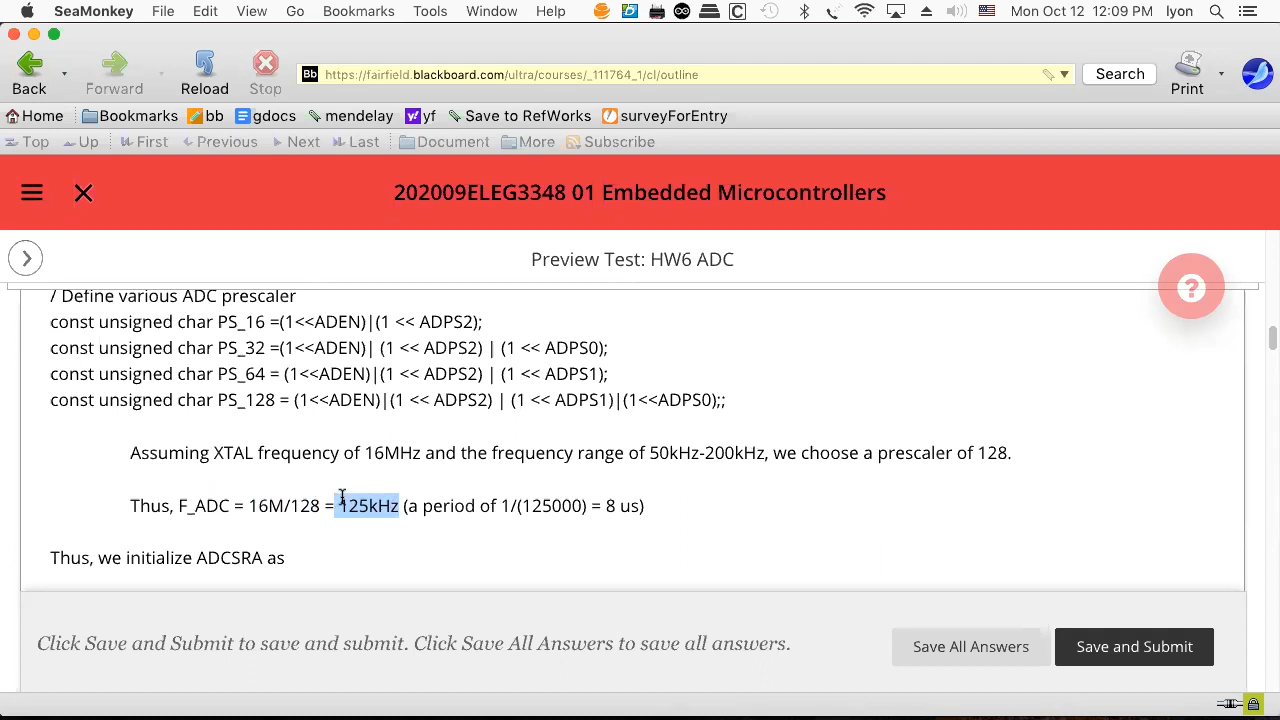 SeaMonkey File Edit View Go Bookmarks Tools Window Help Mon Oct 12 12:09 PM lyon
Back Forward Reload Stop Bb https://fairfield.blackboard.com/ultra/courses/_111764_1/cl/outline Search Print
Home Bookmarks bb gdocs mendelay y! yf Save to RefWorks surveyForEntry
Top Up First Previous Next Last Document More Subscribe
202009ELEG3348 01 Embedded Microcontrollers
Preview Test: HW6 ADC
/ Define various ADC prescaler
const unsigned char PS_16 =(1<<ADEN)|(1 << ADPS2);
const unsigned char PS_32 =(1<<ADEN)| (1 << ADPS2) | (1 << ADPS0);
const unsigned char PS_64 = (1<<ADEN)|(1 << ADPS2) | (1 << ADPS1);
const unsigned char PS_128 = (1<<ADEN)|(1 << ADPS2) | (1 << ADPS1)|(1<<ADPS0);;
Assuming XTAL frequency of 16MHz and the frequency range of 50kHz-200kHz, we choose a prescaler of 128.
Thus, F_ADC = 16M/128 = 125kHz (a period of 1/(125000) = 8 us)
Thus, we initialize ADCSRA as
Click Save and Submit to save and submit. Click Save All Answers to save all answers. Save All Answers Save and Submit